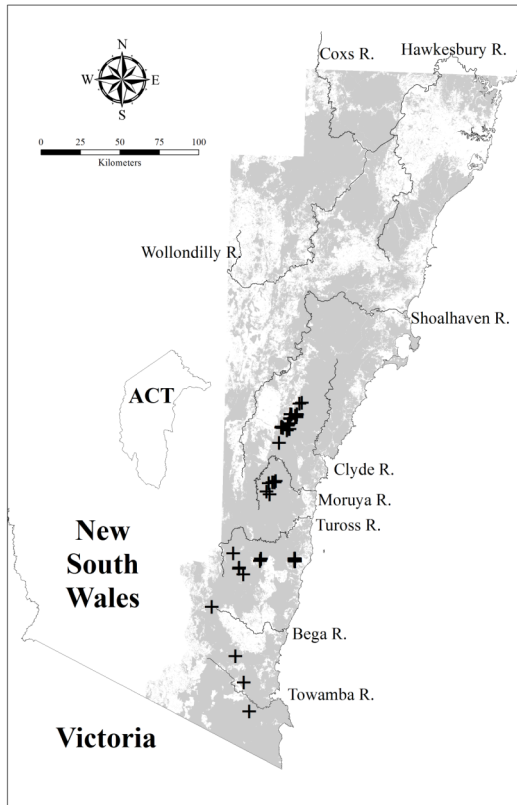 Coxs R.
Hawkesbury R.
N
W
E
S
0 25 50 100
Kilometers
Wollondilly R.
Shoalhaven R.
ACT
Clyde R.
Moruya R.
Tuross R.
New
South
Wales
Bega R.
Towamba R.
Victoria